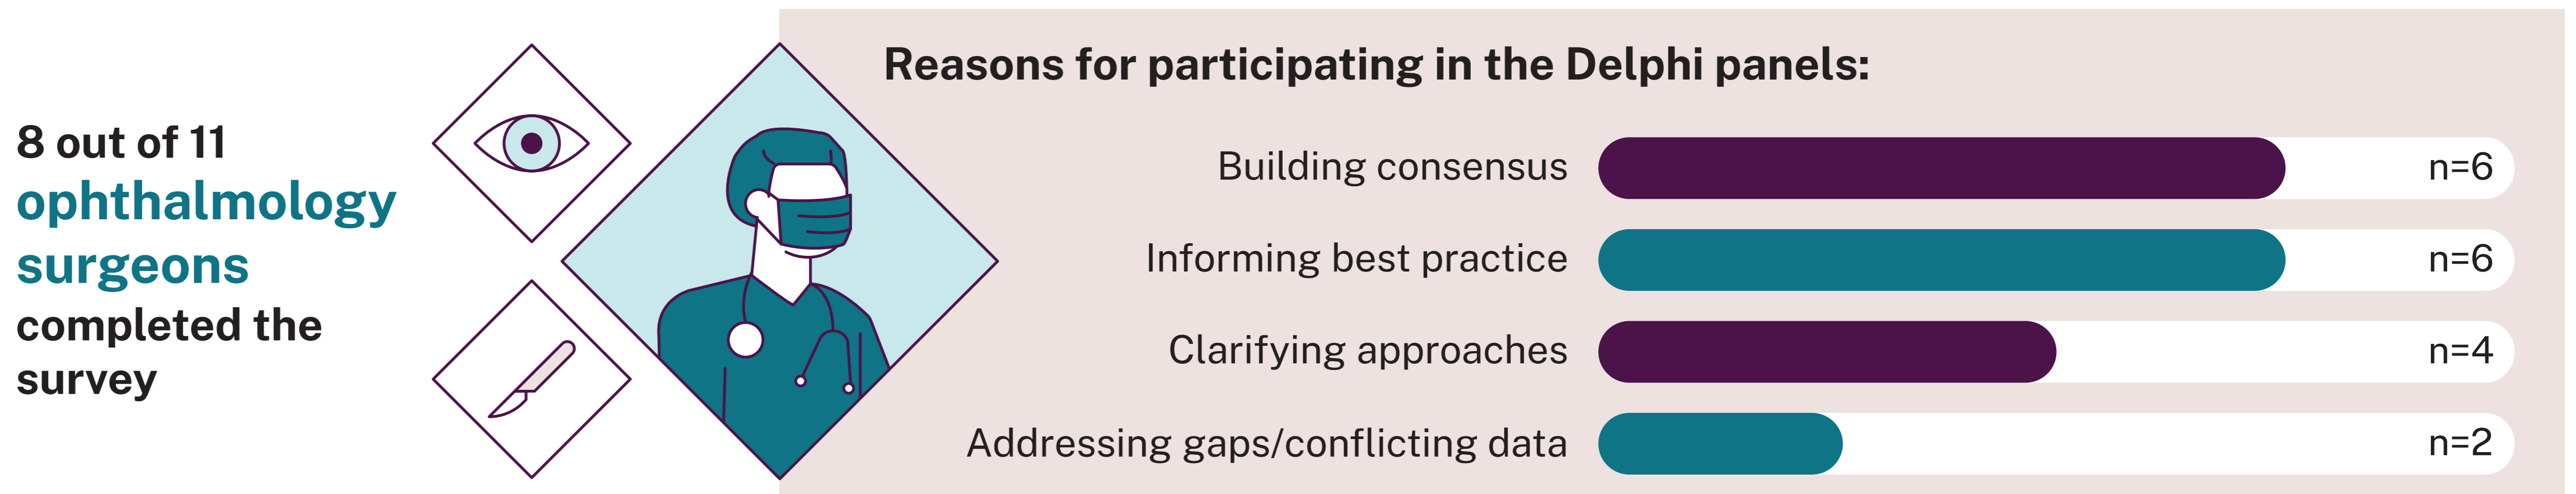 8 out of 11
ophthalmology
surgeons
completed the
survey
Reasons for participating in the Delphi panels:
Building consensus n=6
Informing best practice n=6
Clarifying approaches n=4
Addressing gaps/conflicting data n=2